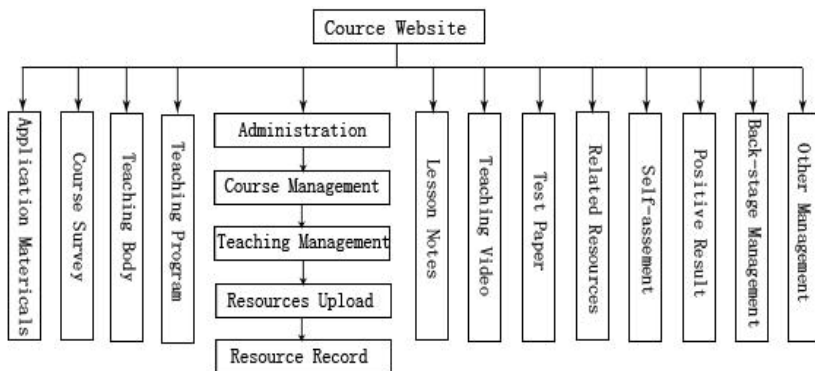 Cource Website
Application Matericals
Course Survey
Teaching Body
Teaching Program
Administration
Course Management
Teaching Management
Resources Upload
Resource Record
Lesson Notes
Teaching Video
Test Paper
Related Resources
Self-assement
Positive Result
Back-stage Management
Other Management